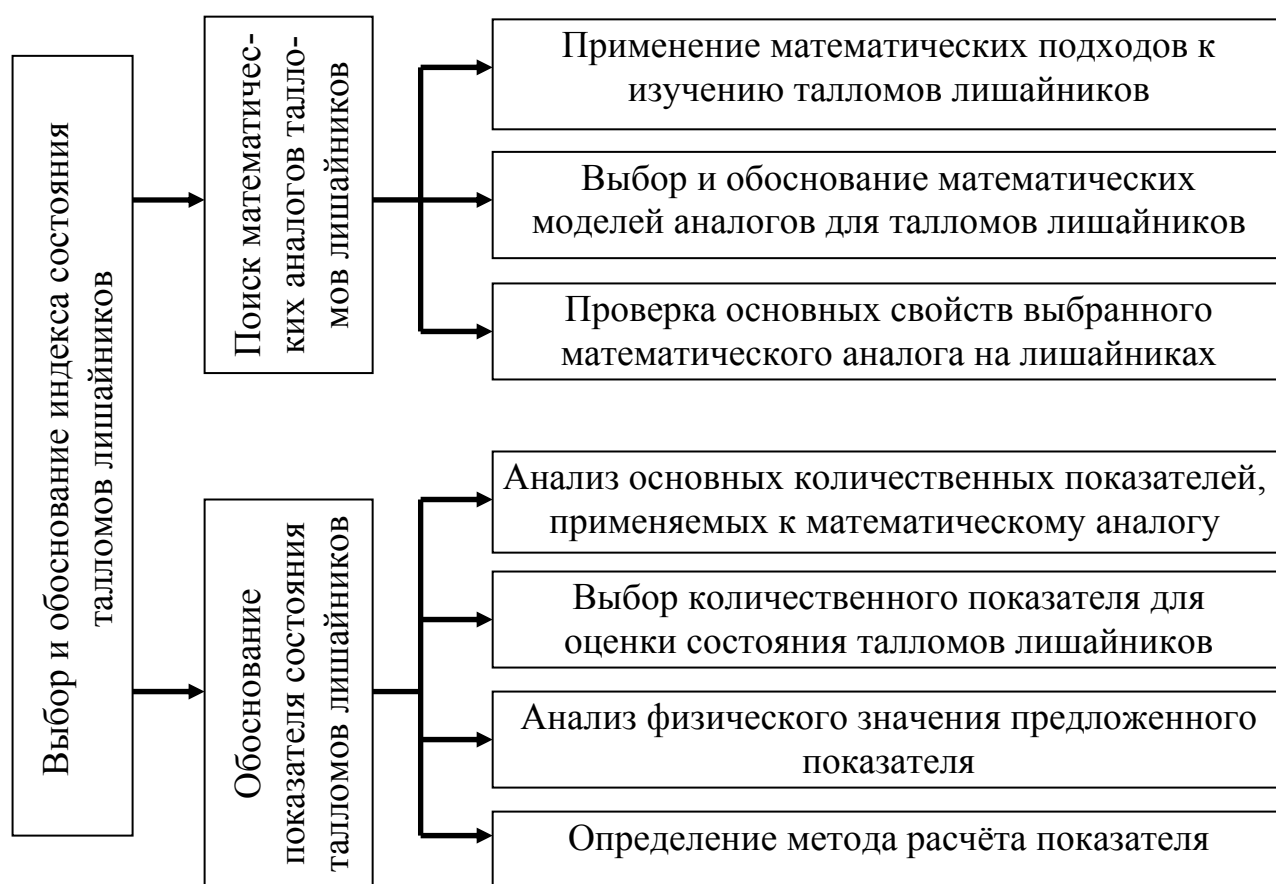 Выбор и обоснование индекса состояния
талломов лишайников
Поиск математичес-
ких аналогов талло-
мов лишайников
Применение математических подходов к
изучению талломов лишайников
Выбор и обоснование математических
моделей аналогов для талломов лишайников
Проверка основных свойств выбранного
математического аналога на лишайниках
Обоснование
показателя состояния
талломов лишайников
Анализ основных количественных показателей,
применяемых к математическому аналогу
Выбор количественного показателя для
оценки состояния талломов лишайников
Анализ физического значения предложенного
показателя
Определение метода расчёта показателя